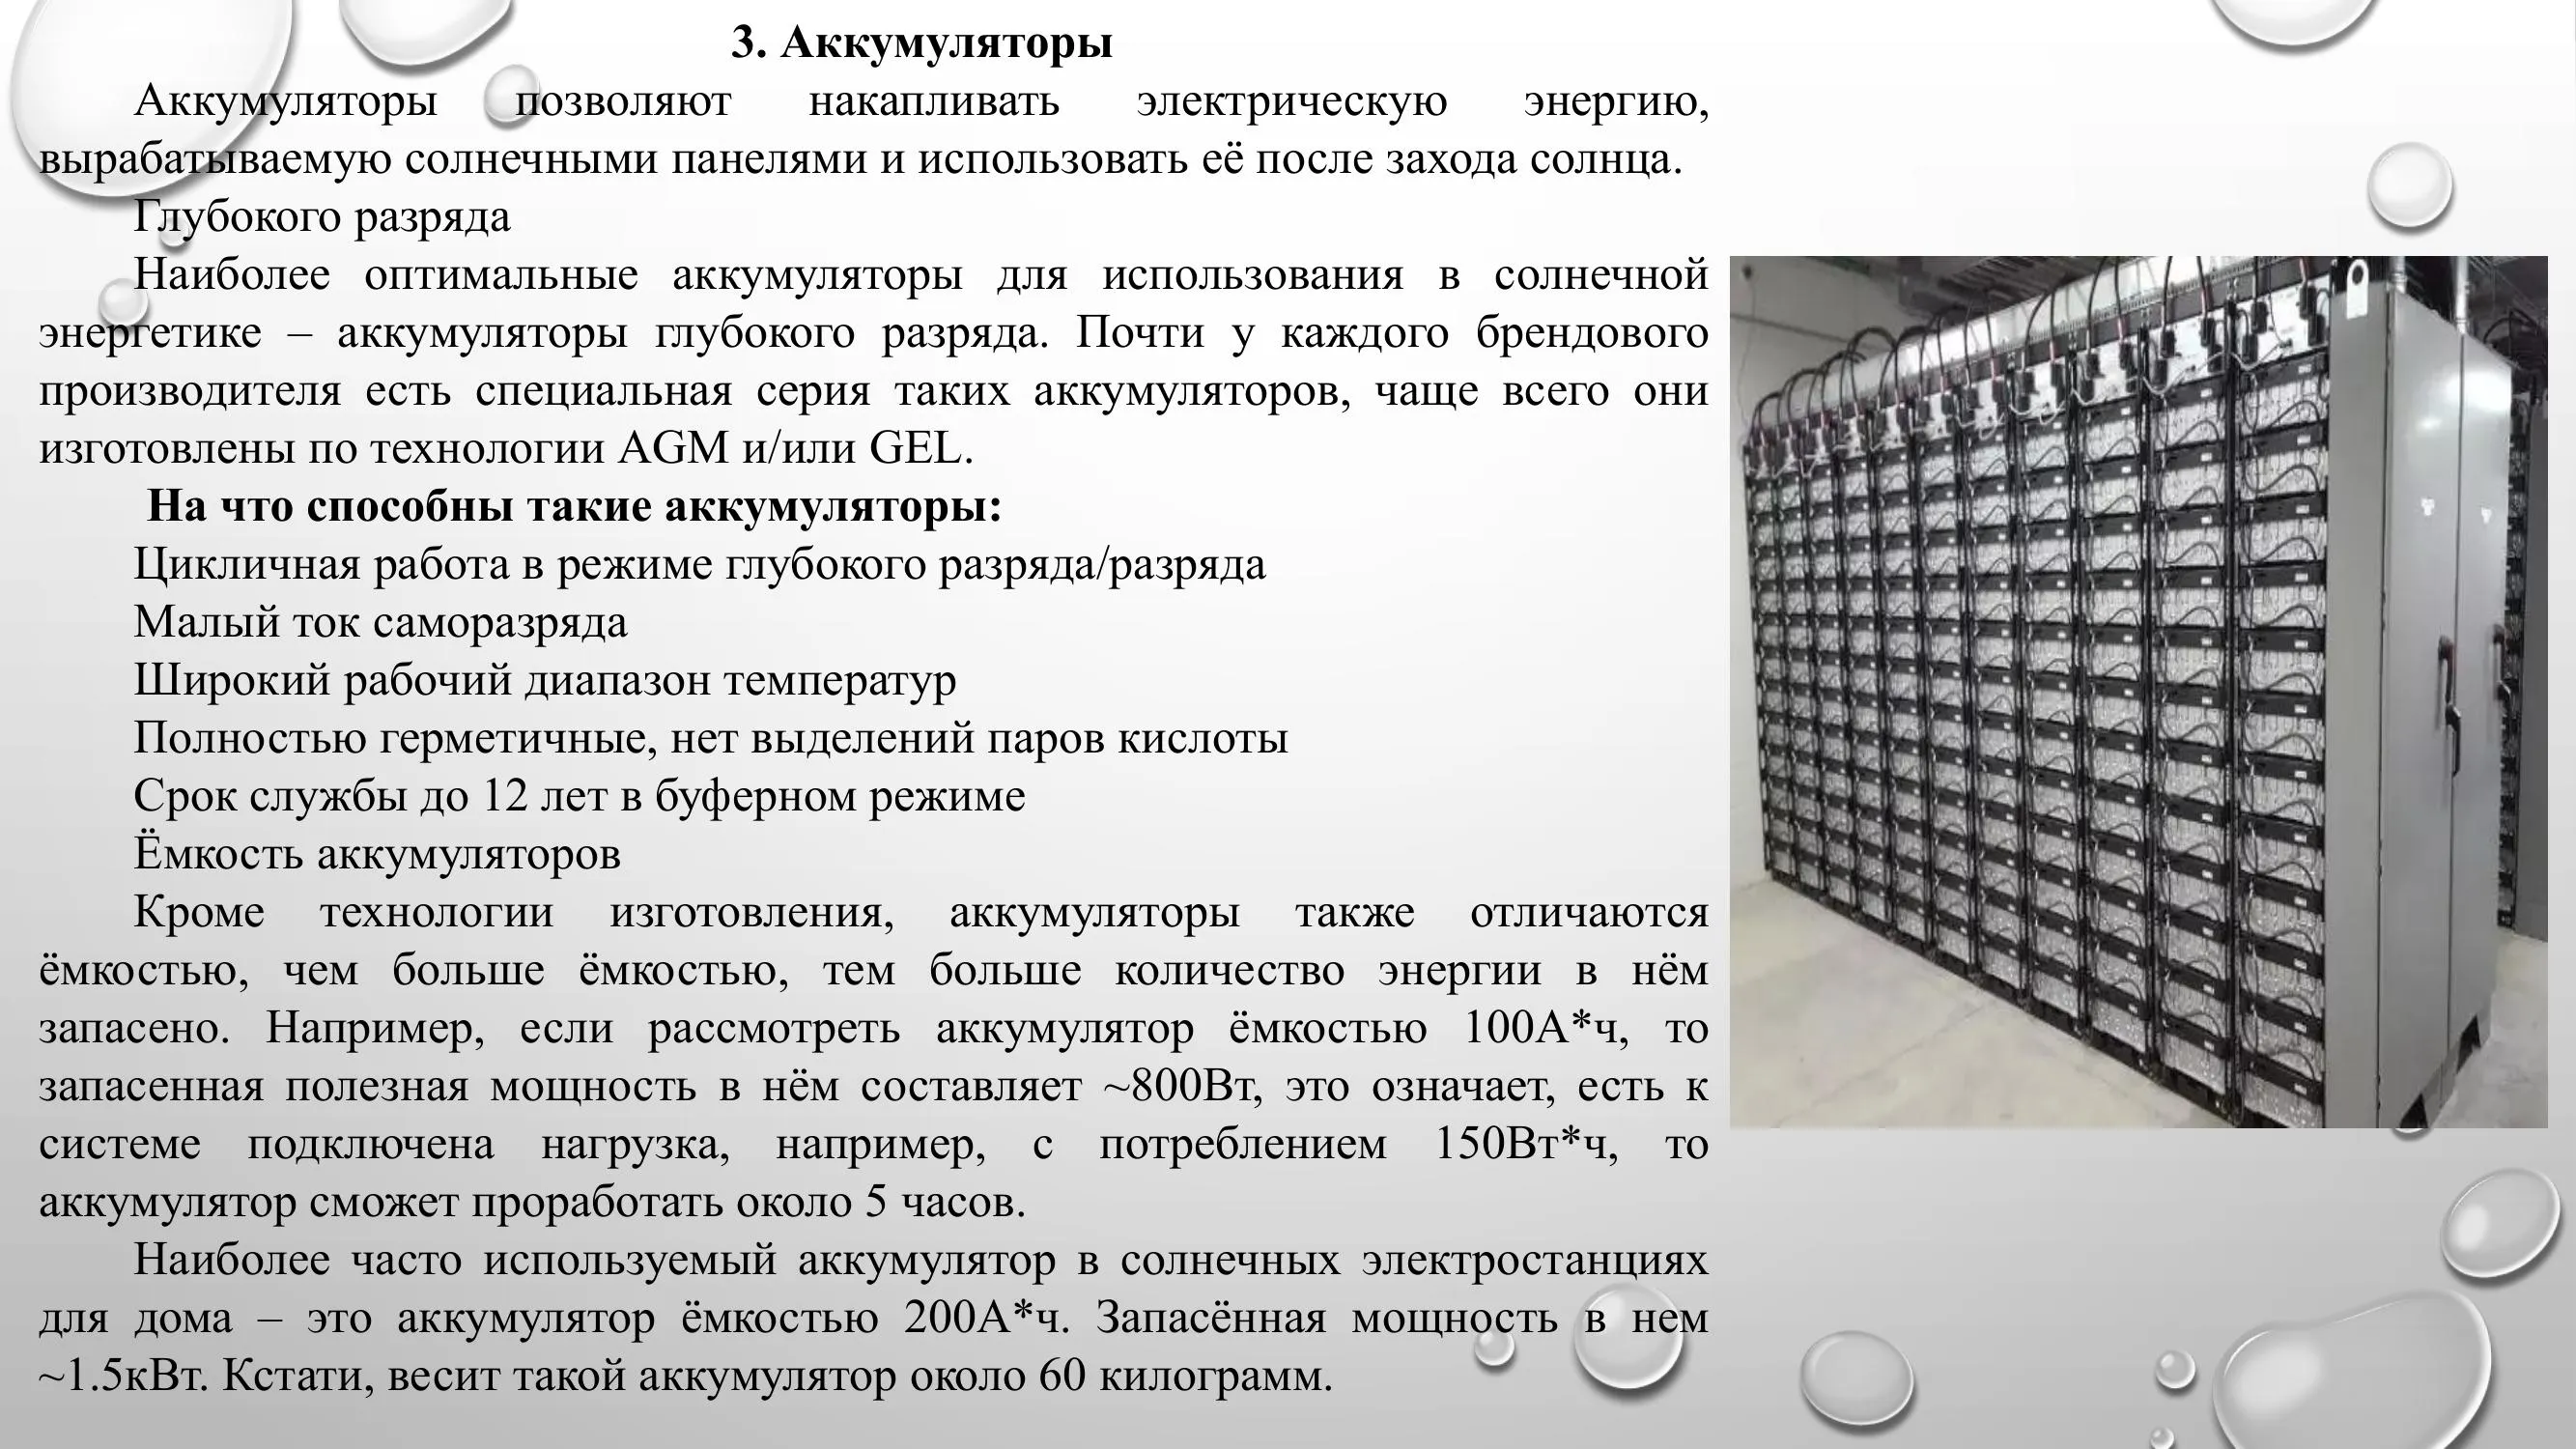 3. Аккумуляторы
Аккумуляторы позволяют накапливать электрическую энергию,
вырабатываемую солнечными панелями и использовать её после захода солнца.
Глубокого разряда
Наиболее оптимальные аккумуляторы для использования в солнечной
энергетике – аккумуляторы глубокого разряда. Почти у каждого брендового
производителя есть специальная серия таких аккумуляторов, чаще всего они
изготовлены по технологии AGM и/или GEL.
На что способны такие аккумуляторы:
Цикличная работа в режиме глубокого разряда/разряда
Малый ток саморазряда
Широкий рабочий диапазон температур
Полностью герметичные, нет выделений паров кислоты
Срок службы до 12 лет в буферном режиме
Ёмкость аккумуляторов
Кроме технологии изготовления, аккумуляторы также отличаются
ёмкостью, чем больше ёмкостью, тем больше количество энергии в нём
запасено. Например, если рассмотреть аккумулятор ёмкостью 100А*ч, то
запасенная полезная мощность в нём составляет ~800Вт, это означает, есть к
системе подключена нагрузка, например, с потреблением 150Вт*ч, то
аккумулятор сможет проработать около 5 часов.
Наиболее часто используемый аккумулятор в солнечных электростанциях
для дома – это аккумулятор ёмкостью 200А*ч. Запасённая мощность в нем
~1.5кВт. Кстати, весит такой аккумулятор около 60 килограмм.